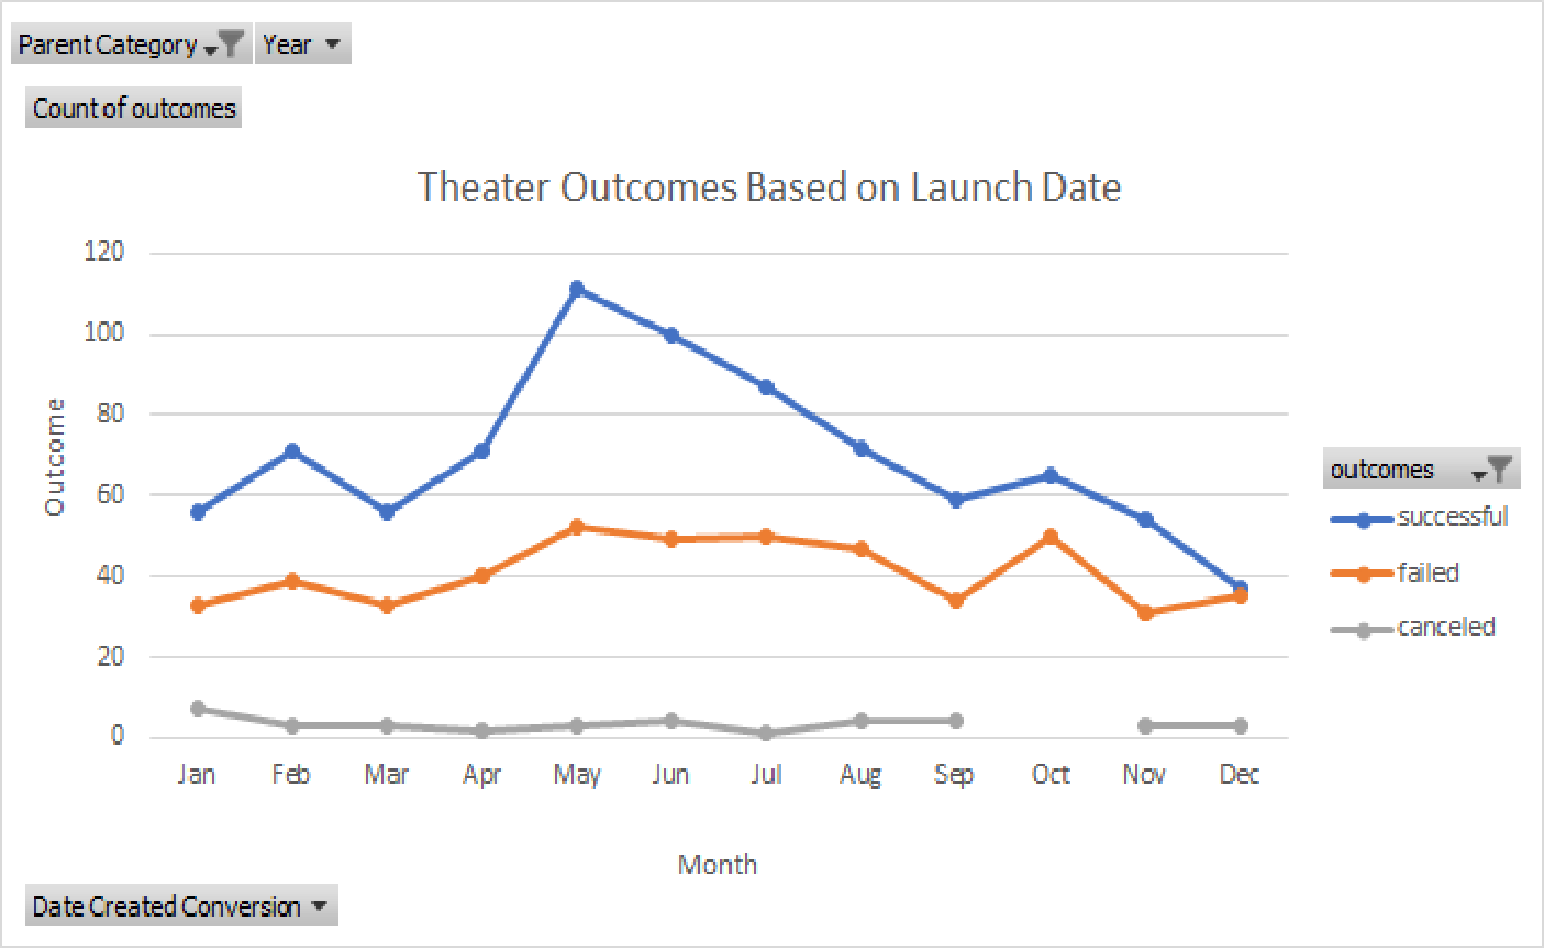 Parent Category Year
Count of outcomes
Theater Outcomes Based on Launch Date
120
100
80
60
40
20
0
Outcome
Jan Feb Mar Apr May Jun Jul Aug Sep Oct Nov Dec
Month
outcomes
successful
failed
canceled
Date Created Conversion